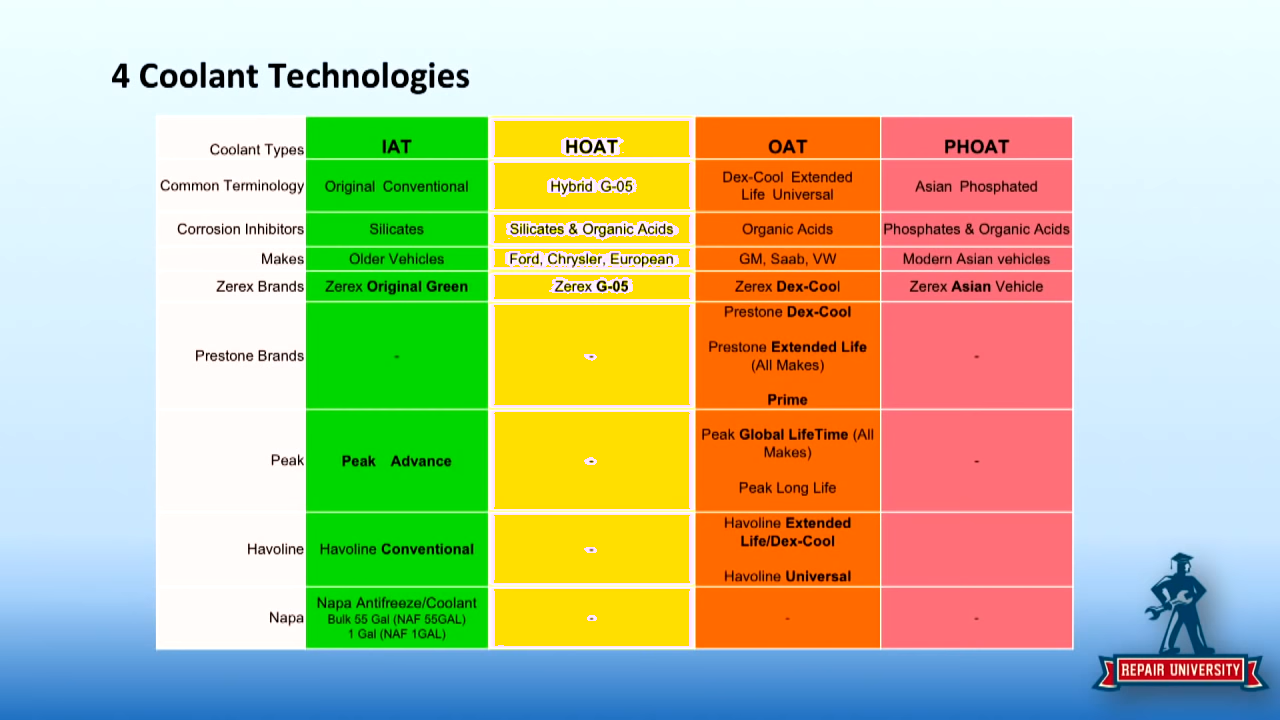 4 Coolant Technologies
Coolant Types IAT HOAT OAT PHOAT
Common Terminology Original Conventional Hybrid G-05 Dex-Cool Extended Life Universal Asian Phosphated
Corrosion Inhibitors Silicates Silicates & Organic Acids Organic Acids Phosphates & Organic Acids
Makes Older Vehicles Ford, Chrysler, European GM, Saab, VW Modern Asian vehicles
Zerex Brands Zerex Original Green Zerex G-05 Zerex Dex-Cool Zerex Asian Vehicle
Prestone Dex-Cool
Prestone Extended Life
Prestone Brands - - (All Makes) -
Prime
Peak Global LifeTime (All
Makes)
Peak Peak Advance - -
Peak Long Life
Havoline Extended
Life/Dex-Cool
Havoline Havoline Conventional -
Havoline Universal
Napa Antifreeze/Coolant
Bulk 55 Gal (NAF 55GAL)
Napa - - -
1 Gal (NAF 1GAL)
REPAIR UNIVERSITY